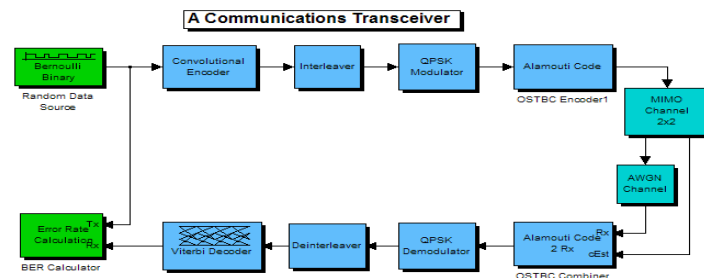 A Communications Transceiver
Bernoulli
Binary
Random Data
Source
Convolutional
Encoder
Interleaver
QPSK
Modulator
Alamouti Code
OSTBC Encoder1
MIMO
Channel
2x2
AWGN
Channel
Rx
cEst
Alamouti Code
2 Rx
OSTBC Combiner
QPSK
Demodulator
Deinterleaver
Viterbi Decoder
Tx
Error Rate
Calculation
Rx
BER Calculator